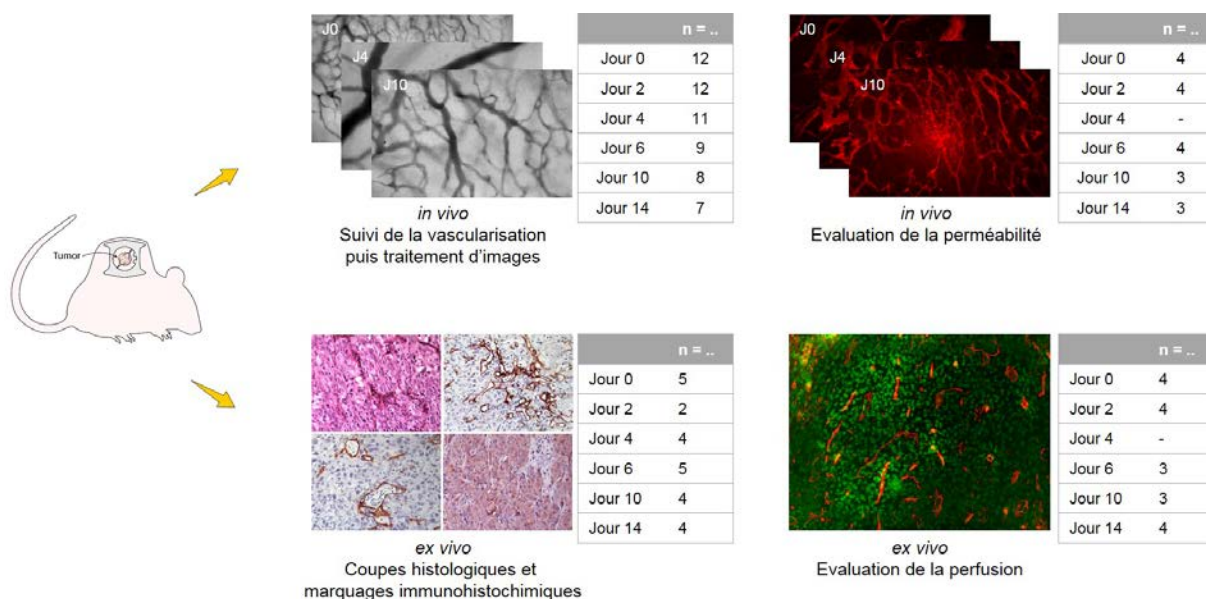 J0
J4
J10
n = ..
Jour 0 12
Jour 2 12
Jour 4 11
Jour 6 9
Jour 10 8
Jour 14 7
in vivo
Suivi de la vascularisation
puis traitement d’images
J0
J4
J10
n = ..
Jour 0 4
Jour 2 4
Jour 4 -
Jour 6 4
Jour 10 3
Jour 14 3
in vivo
Evaluation de la perméabilité
Tumor
n = ..
Jour 0 5
Jour 2 2
Jour 4 4
Jour 6 5
Jour 10 4
Jour 14 4
ex vivo
Coupes histologiques et
marquages immunohistochimiques
n = ..
Jour 0 4
Jour 2 4
Jour 4 -
Jour 6 3
Jour 10 3
Jour 14 4
ex vivo
Evaluation de la perfusion